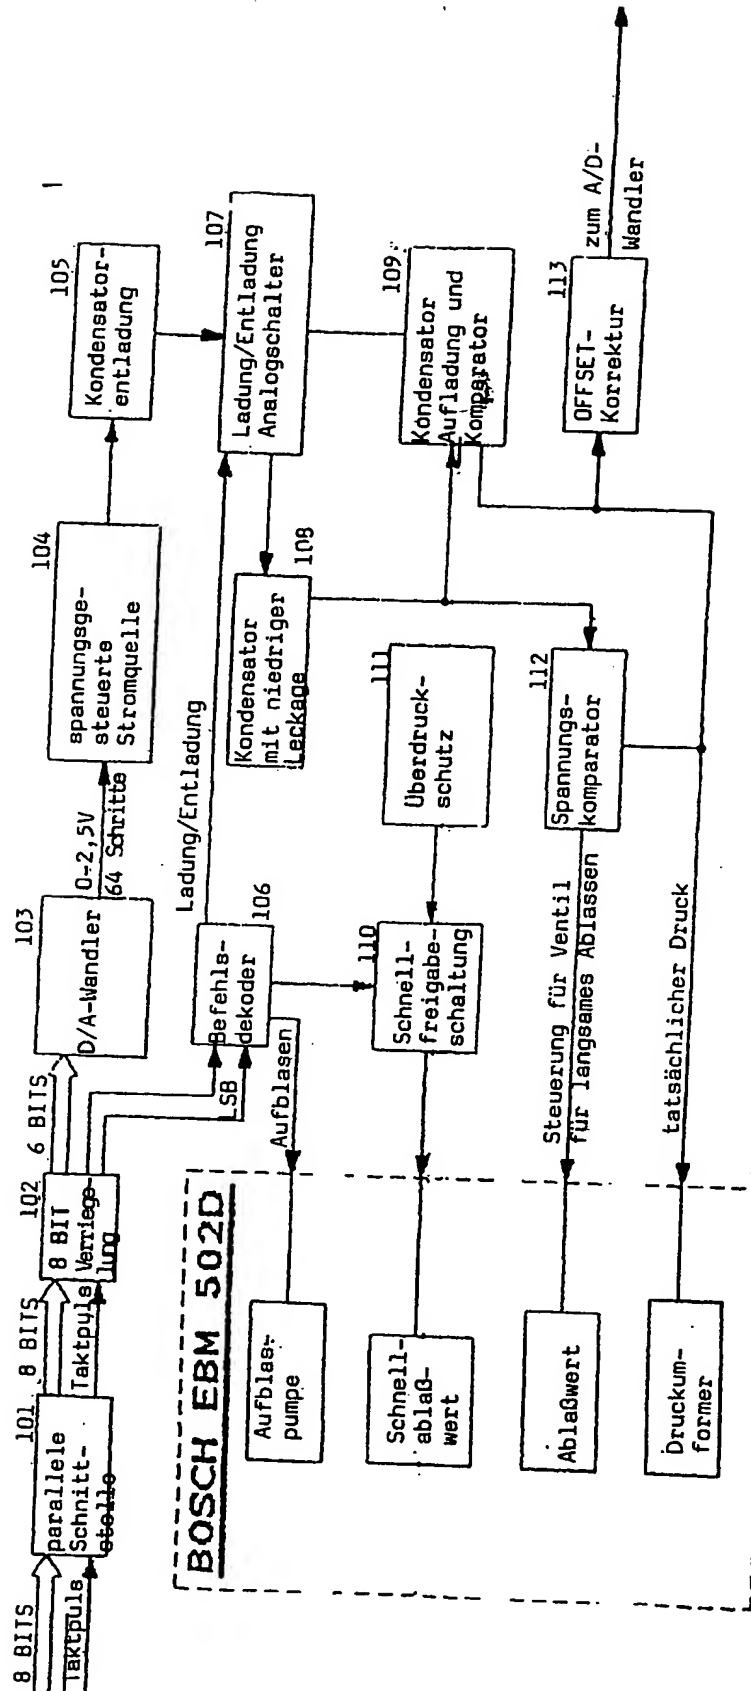 8 BITS
Taktpuls
101
parallele
Schnitt-
stelle
8 BITS
Taktpuls
102
8 BIT
Verriege-
lung
6 BITS
LSB
103
D/A-Wandler
0-2,5V
64 Schritte
104
spannungsge-
steuerte
Stromquelle
105
Kondensator-
entladung
106
Befehls-
dekoder
Ladung/Entladung
107
Ladung/Entladung
Analogschalter
Aufblasen
108
Kondensator
mit niedriger
Leckage
109
Kondensator
Aufladung und
Komparator
110
Schnell-
freigabe-
schaltung
111
Überdruck-
schutz
112
Spannungs-
komparator
Steuerung für Ventil
für langsames Ablassen
113
OFFSET-
Korrektur
zum A/D-
Wandler
tatsächlicher Druck
BOSCH EBM 502D
Aufblas-
pumpe
Schnell-
ablaß-
wert
Ablaßwert
Druckum-
former